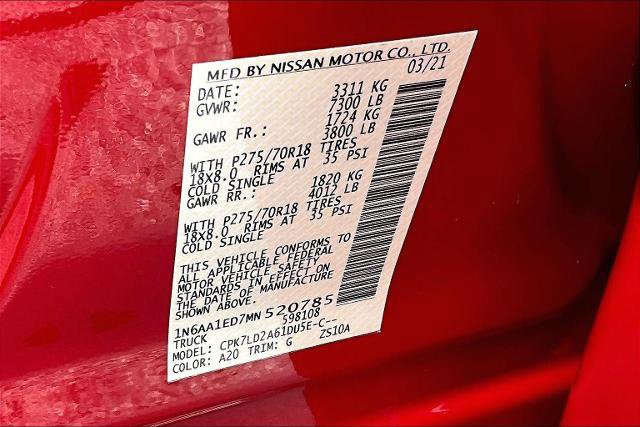 MFD BY NISSAN MOTOR CO., LTD.
DATE: 03/21
GVWR: 3311 KG
7300 LB
GAWR FR.: 1724 KG
3800 LB
WITH P275/70R18 TIRES
18X8.0 RIMS AT 35 PSI
COLD SINGLE
GAWR RR.: 1820 KG
4012 LB
WITH P275/70R18 TIRES
18X8.0 RIMS AT 35 PSI
COLD SINGLE
THIS VEHICLE CONFORMS TO
ALL APPLICABLE FEDERAL
MOTOR VEHICLE SAFETY
STANDARDS IN EFFECT ON
THE DATE OF MANUFACTURE
SHOWN ABOVE.
1N6AA1ED7MN520785
TRUCK 598108
MODEL: CPK7LD2A61DU5E-C--
COLOR: A20 TRIM: G ZS10A